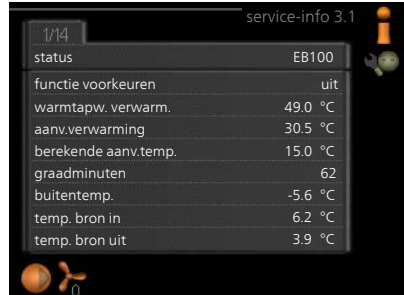 service-info 3.1
1/14
status EB100
functie voorkeuren uit
warmtapw. verwarm. 49.0 °C
aanv.verwarming 30.5 °C
berekende aanv.temp. 15.0 °C
graadminuten 62
buitentemp. -5.6 °C
temp. bron in 6.2 °C
temp. bron uit 3.9 °C
0